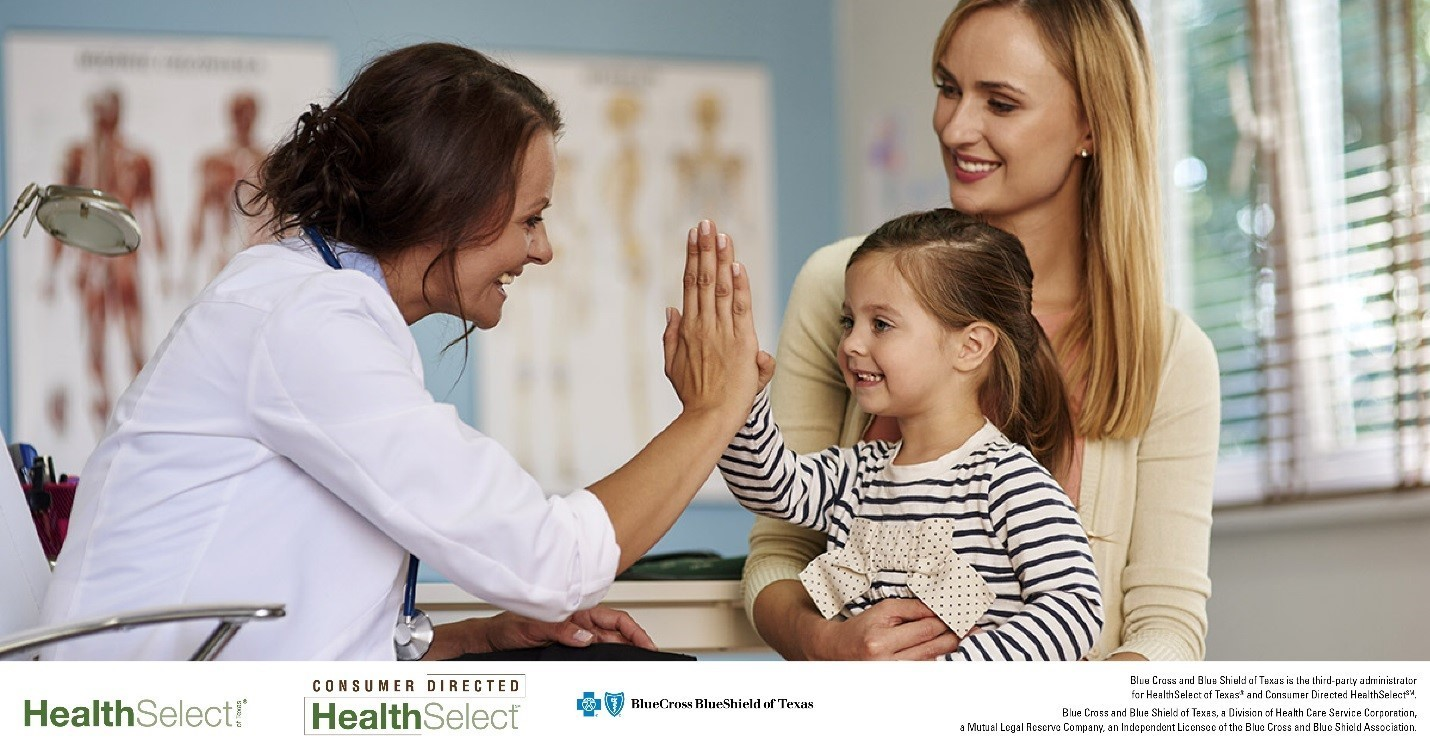 HealthSelect of Texas®
CONSUMER DIRECTED
HealthSelect℠
BlueCross BlueShield of Texas
Blue Cross and Blue Shield of Texas is the third-party administrator
for HealthSelect of Texas® and Consumer Directed HealthSelect℠.
Blue Cross and Blue Shield of Texas, a Division of Health Care Service Corporation,
a Mutual Legal Reserve Company, an Independent Licensee of the Blue Cross and Blue Shield Association.